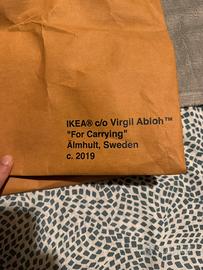 IKEA® c/o Virgil Abloh™
"For Carrying"
Älmhult, Sweden
c. 2019